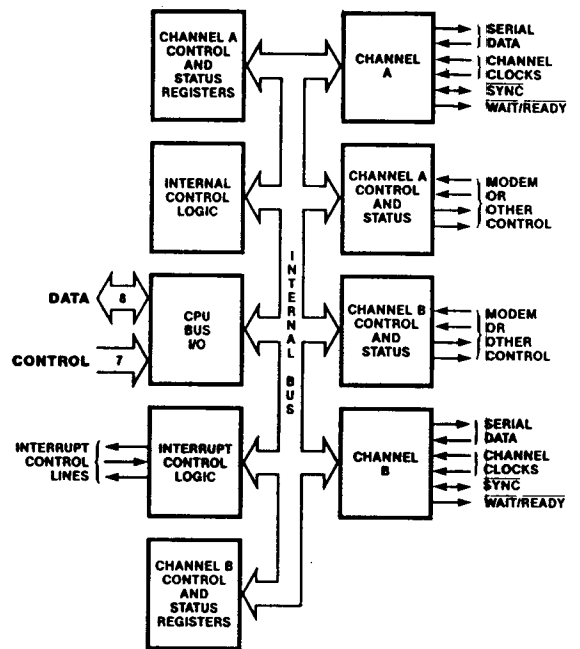 CHANNEL A
CONTROL
AND
STATUS
REGISTERS
CHANNEL
A
SERIAL
DATA
CHANNEL
CLOCKS
SYNC
WAIT/READY
INTERNAL
CONTROL
LOGIC
CHANNEL A
CONTROL
AND
STATUS
MODEM
OR
OTHER
CONTROL
INTERNAL BUS
DATA
8
CONTROL
7
CPU
BUS
I/O
CHANNEL B
CONTROL
AND
STATUS
MODEM
OR
OTHER
CONTROL
INTERRUPT
CONTROL
LINES
INTERRUPT
CONTROL
LOGIC
CHANNEL
B
SERIAL
DATA
CHANNEL
CLOCKS
SYNC
WAIT/READY
CHANNEL B
CONTROL
AND
STATUS
REGISTERS